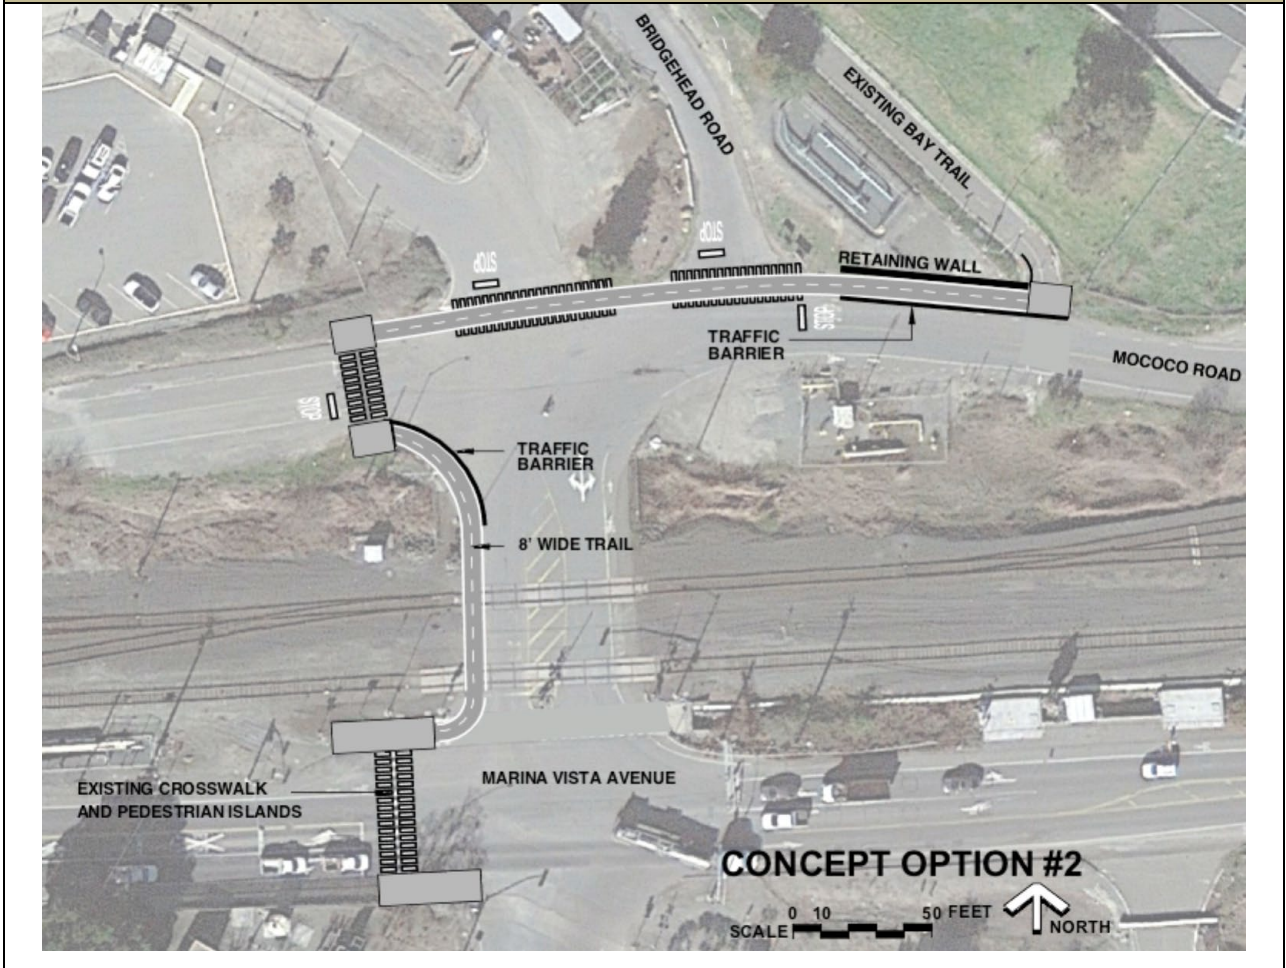 BRIDGEHEAD ROAD
EXISTING BAY TRAIL
STOP
STOP
RETAINING WALL
STOP
TRAFFIC
BARRIER
MOCOCO ROAD
STOP
TRAFFIC
BARRIER
8' WIDE TRAIL
MARINA VISTA AVENUE
EXISTING CROSSWALK
AND PEDESTRIAN ISLANDS
CONCEPT OPTION #2
0 10 50 FEET
SCALE
NORTH